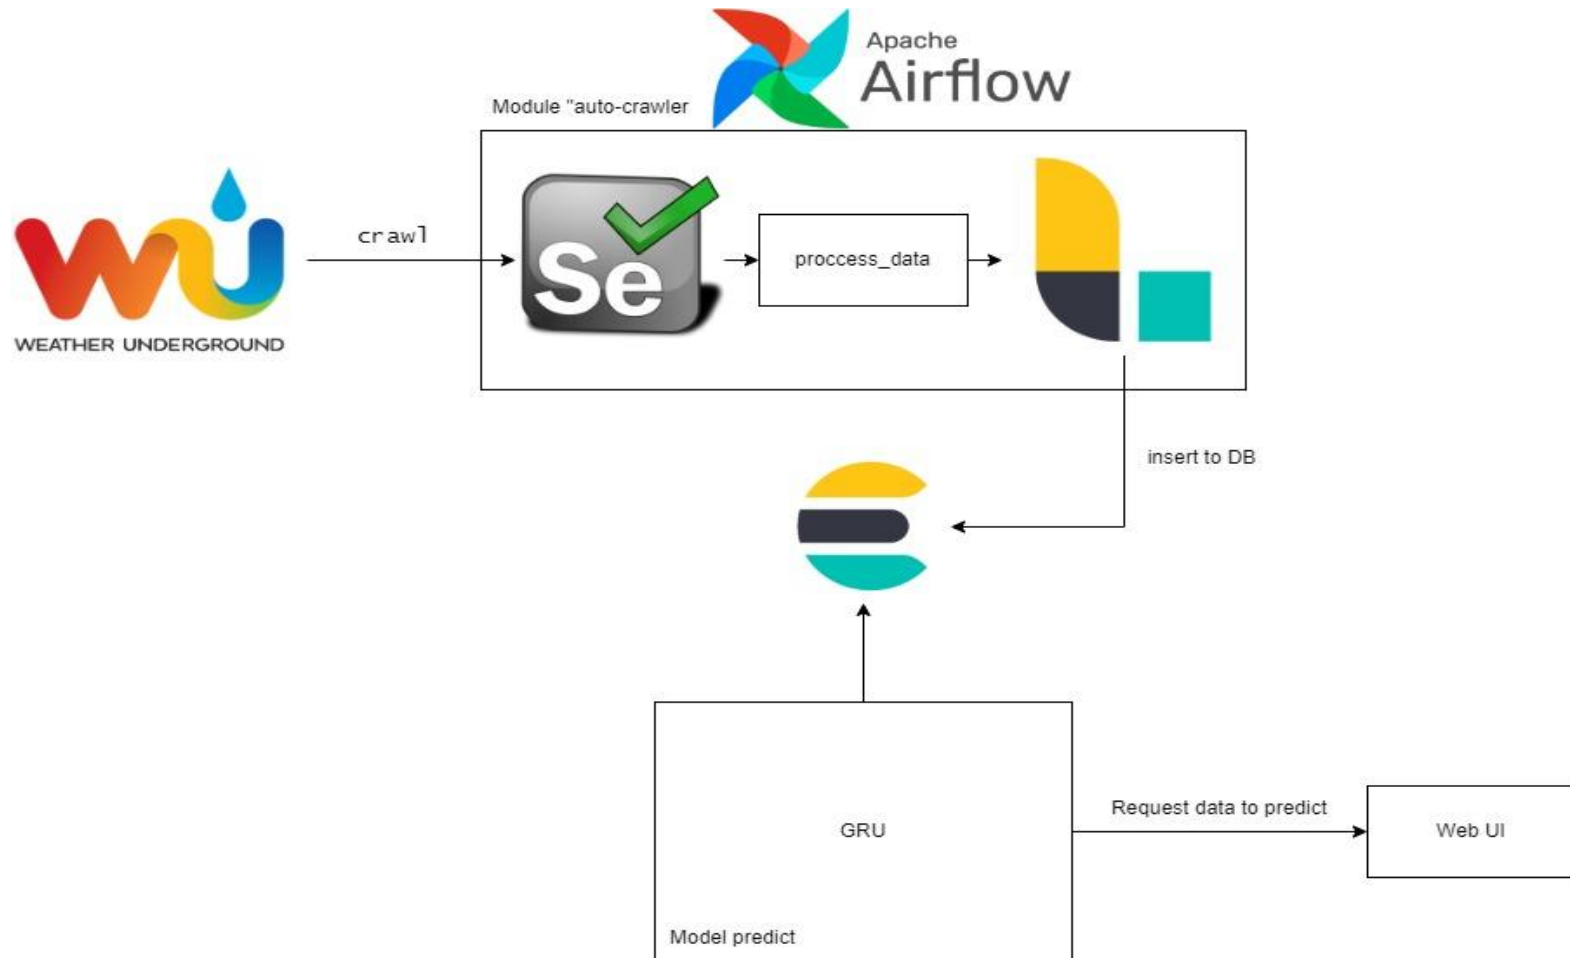 Apache
Airflow
Module "auto-crawler
WU
WEATHER UNDERGROUND
crawl
Se
proccess_data
insert to DB
GRU
Request data to predict
Web UI
Model predict